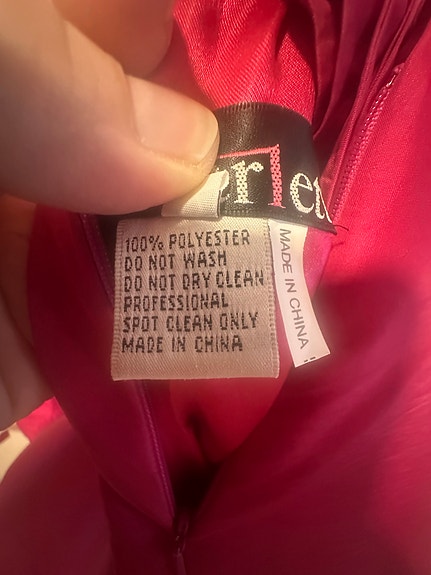 erlet
100% POLYESTER
DO NOT WASH
DO NOT DRY CLEAN
PROFESSIONAL
SPOT CLEAN ONLY
MADE IN CHINA
MADE IN CHINA